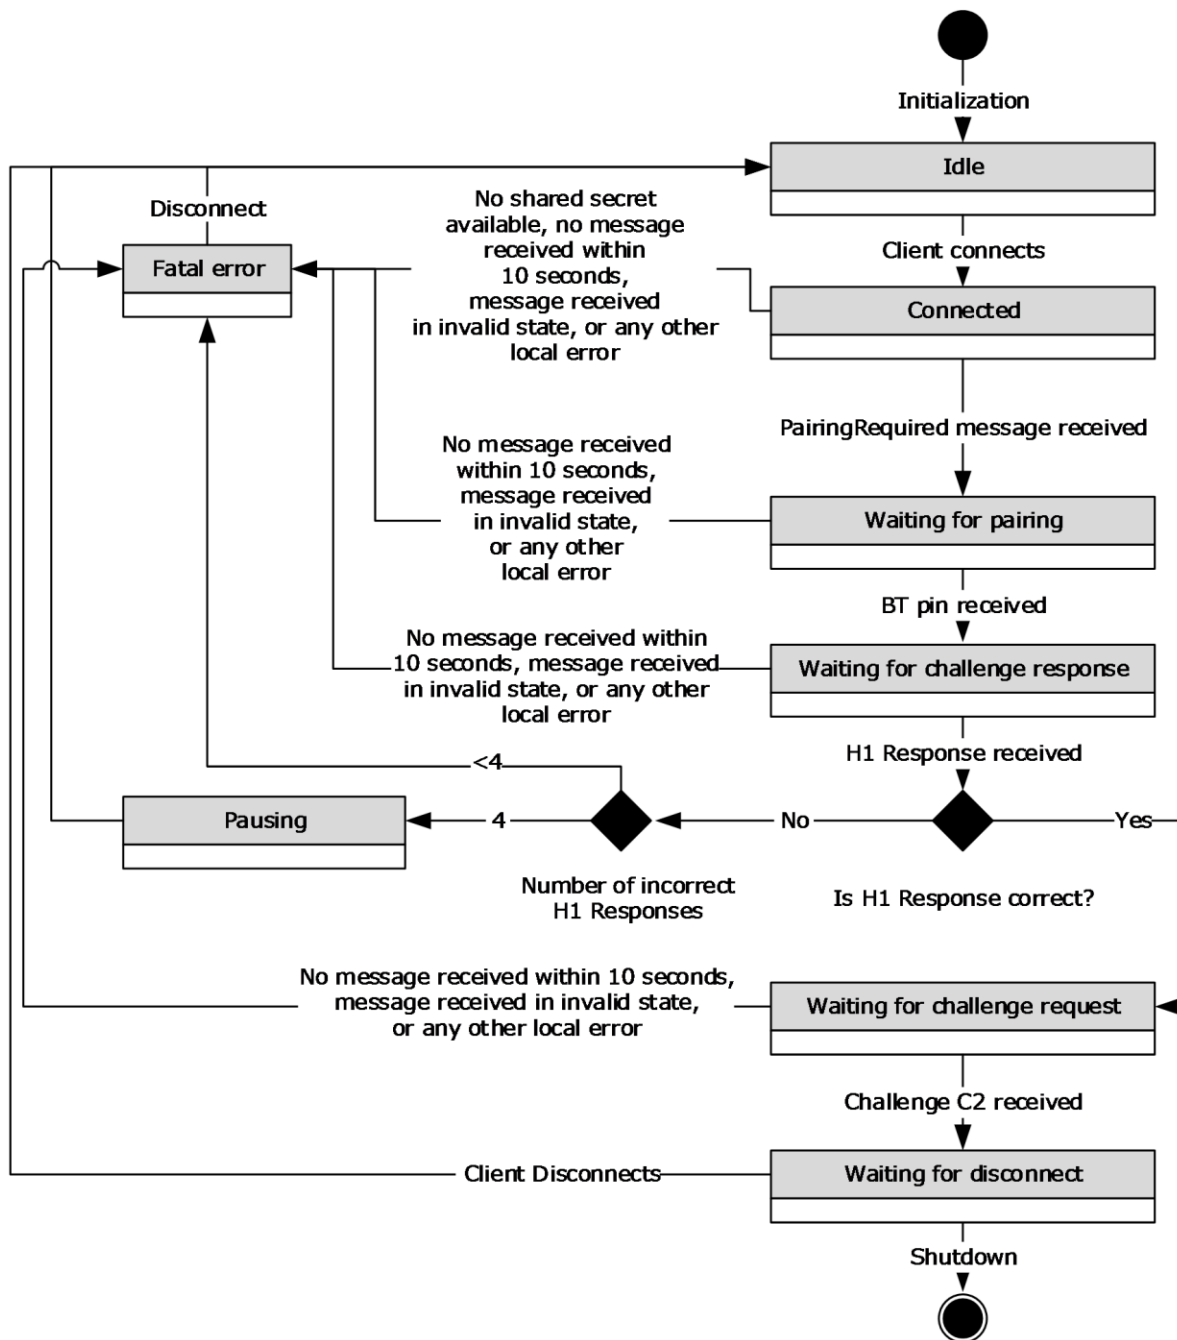 Initialization
Idle
Disconnect
No shared secret
available, no message
received within
10 seconds,
message received
in invalid state, or any other
local error
Client connects
Fatal error
Connected
PairingRequired message received
No message received
within 10 seconds,
message received
in invalid state,
or any other
local error
Waiting for pairing
BT pin received
No message received within
10 seconds, message received
in invalid state, or any other
local error
Waiting for challenge response
H1 Response received
<4
Pausing
4
No
Yes
Number of incorrect
H1 Responses
Is H1 Response correct?
No message received within 10 seconds,
message received in invalid state,
or any other local error
Waiting for challenge request
Challenge C2 received
Client Disconnects
Waiting for disconnect
Shutdown